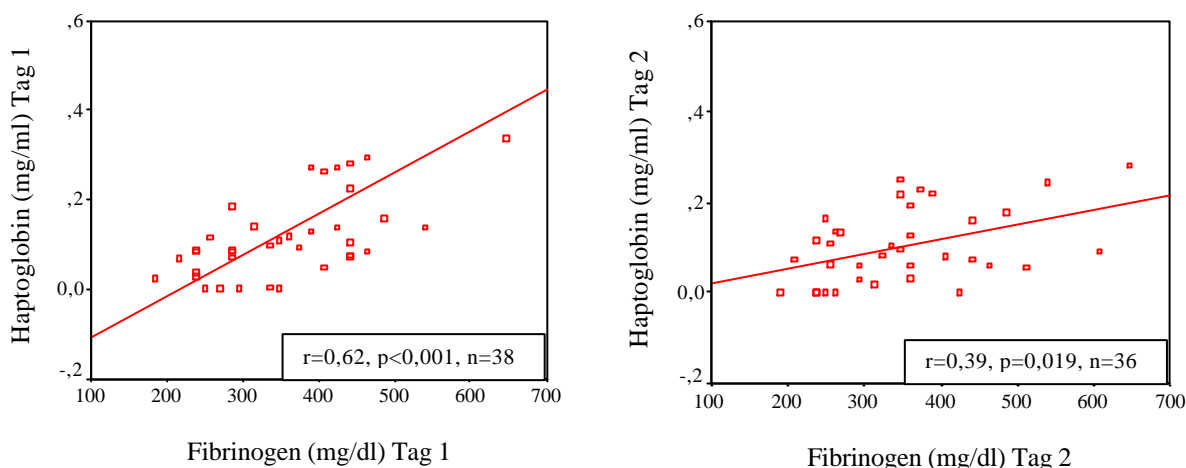 Haptoglobin (mg/ml) Tag 1
,6
,4
,2
0,0
-,2
r=0,62, p<0,001, n=38
100 200 300 400 500 600 700
Fibrinogen (mg/dl) Tag 1
Haptoglobin (mg/ml) Tag 2
,6
,4
,2
0,0
-,2
r=0,39, p=0,019, n=36
100 200 300 400 500 600 700
Fibrinogen (mg/dl) Tag 2